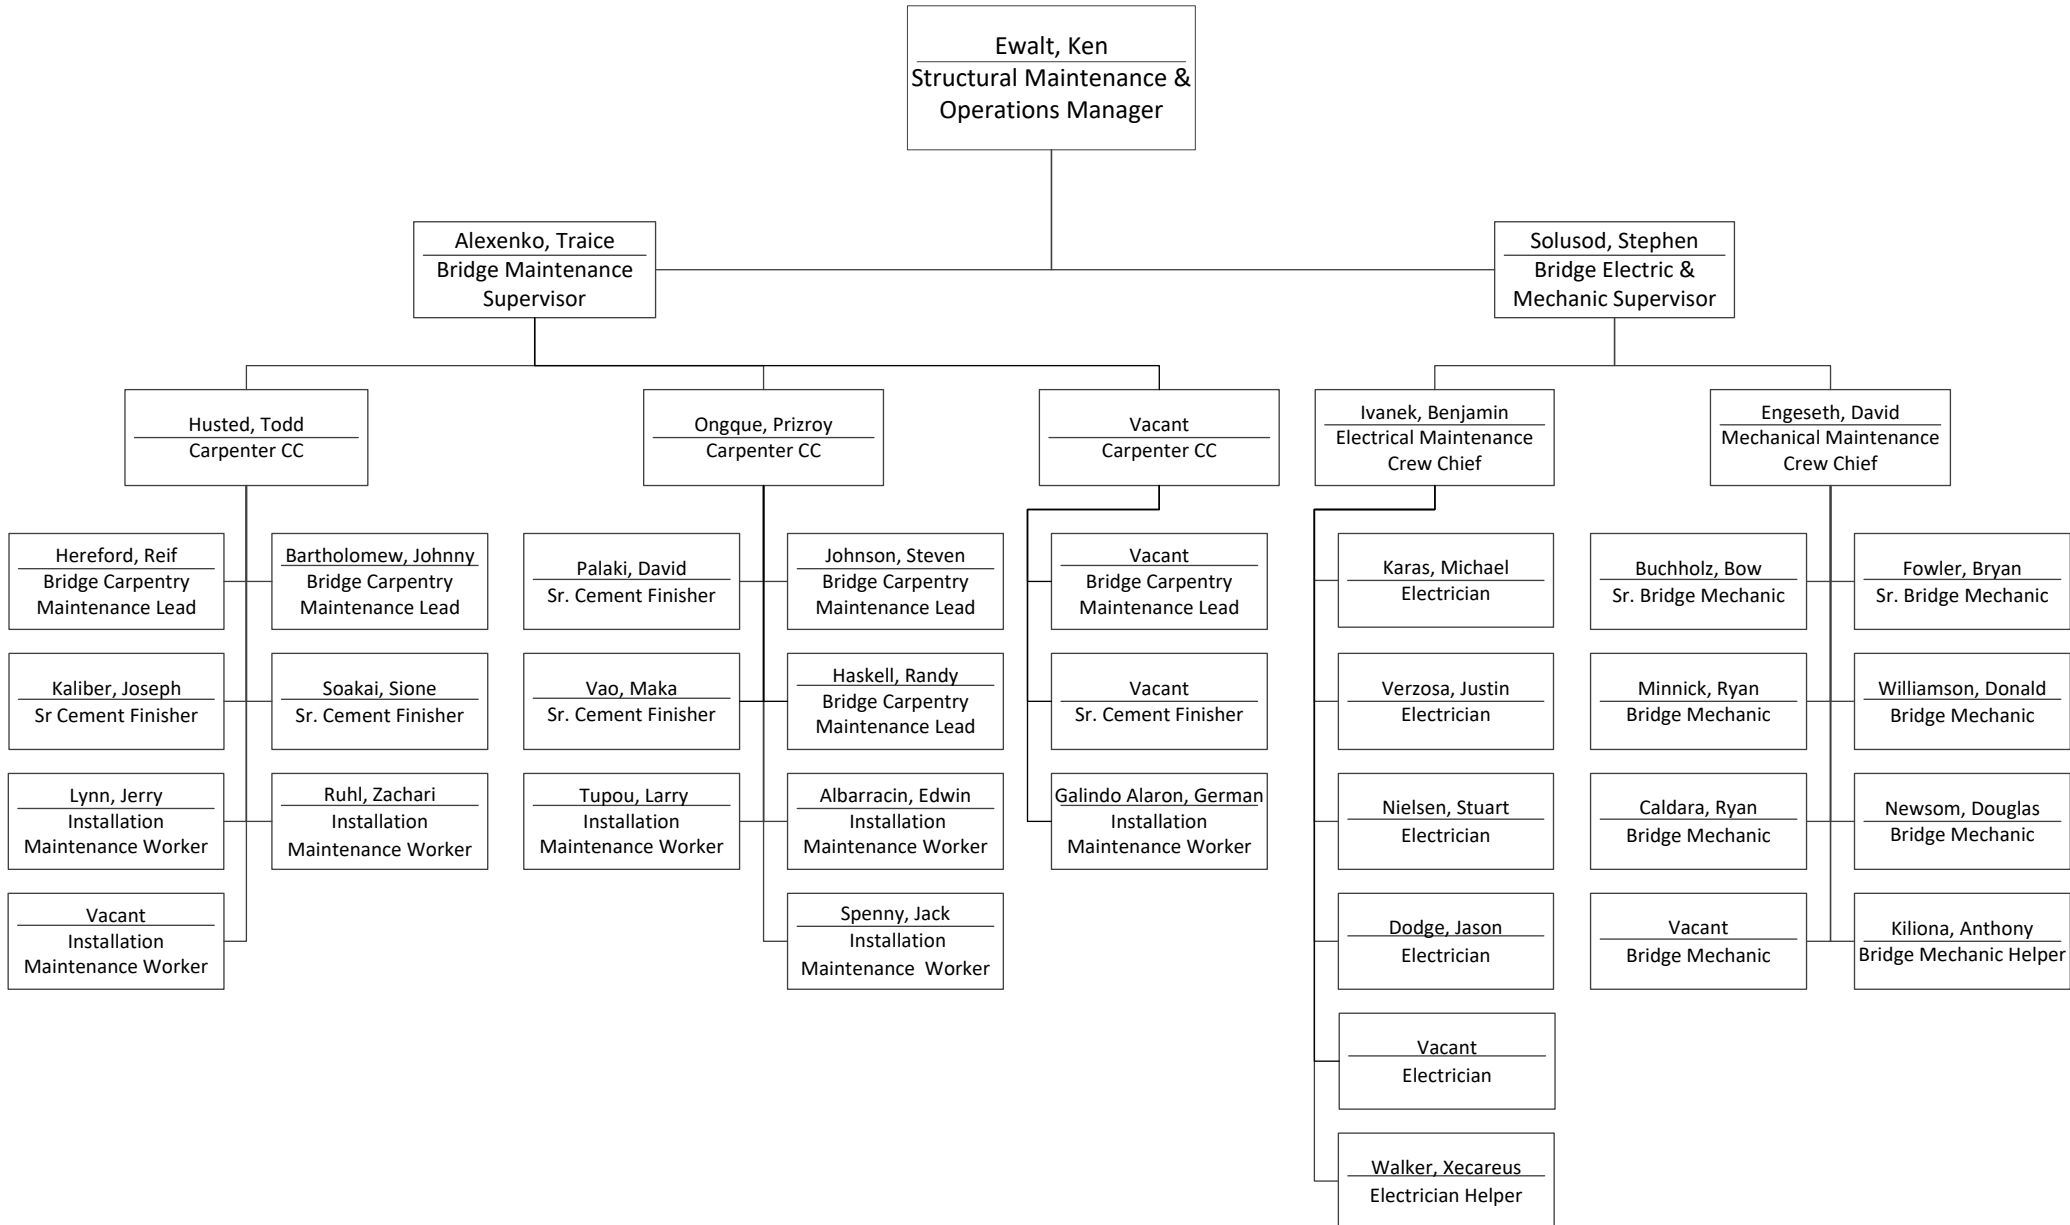 Ewalt, Ken
Structural Maintenance &
Operations Manager
Alexenko, Traice
Bridge Maintenance
Supervisor
Solusod, Stephen
Bridge Electric &
Mechanic Supervisor
Husted, Todd
Carpenter CC
Ongque, Prizroy
Carpenter CC
Vacant
Carpenter CC
Ivanek, Benjamin
Electrical Maintenance
Crew Chief
Engeseth, David
Mechanical Maintenance
Crew Chief
Hereford, Reif
Bridge Carpentry
Maintenance Lead
Bartholomew, Johnny
Bridge Carpentry
Maintenance Lead
Palaki, David
Sr. Cement Finisher
Johnson, Steven
Bridge Carpentry
Maintenance Lead
Vacant
Bridge Carpentry
Maintenance Lead
Karas, Michael
Electrician
Buchholz, Bow
Sr. Bridge Mechanic
Fowler, Bryan
Sr. Bridge Mechanic
Kaliber, Joseph
Sr Cement Finisher
Soakai, Sione
Sr. Cement Finisher
Vao, Maka
Sr. Cement Finisher
Haskell, Randy
Bridge Carpentry
Maintenance Lead
Vacant
Sr. Cement Finisher
Verzosa, Justin
Electrician
Minnick, Ryan
Bridge Mechanic
Williamson, Donald
Bridge Mechanic
Lynn, Jerry
Installation
Maintenance Worker
Ruhl, Zachari
Installation
Maintenance Worker
Tupou, Larry
Installation
Maintenance Worker
Albarracin, Edwin
Installation
Maintenance Worker
Galindo Alaron, German
Installation
Maintenance Worker
Nielsen, Stuart
Electrician
Caldara, Ryan
Bridge Mechanic
Newsom, Douglas
Bridge Mechanic
Vacant
Installation
Maintenance Worker
Spenny, Jack
Installation
Maintenance  Worker
Dodge, Jason
Electrician
Vacant
Bridge Mechanic
Kiliona, Anthony
Bridge Mechanic Helper
Vacant
Electrician
Walker, Xecareus
Electrician Helper